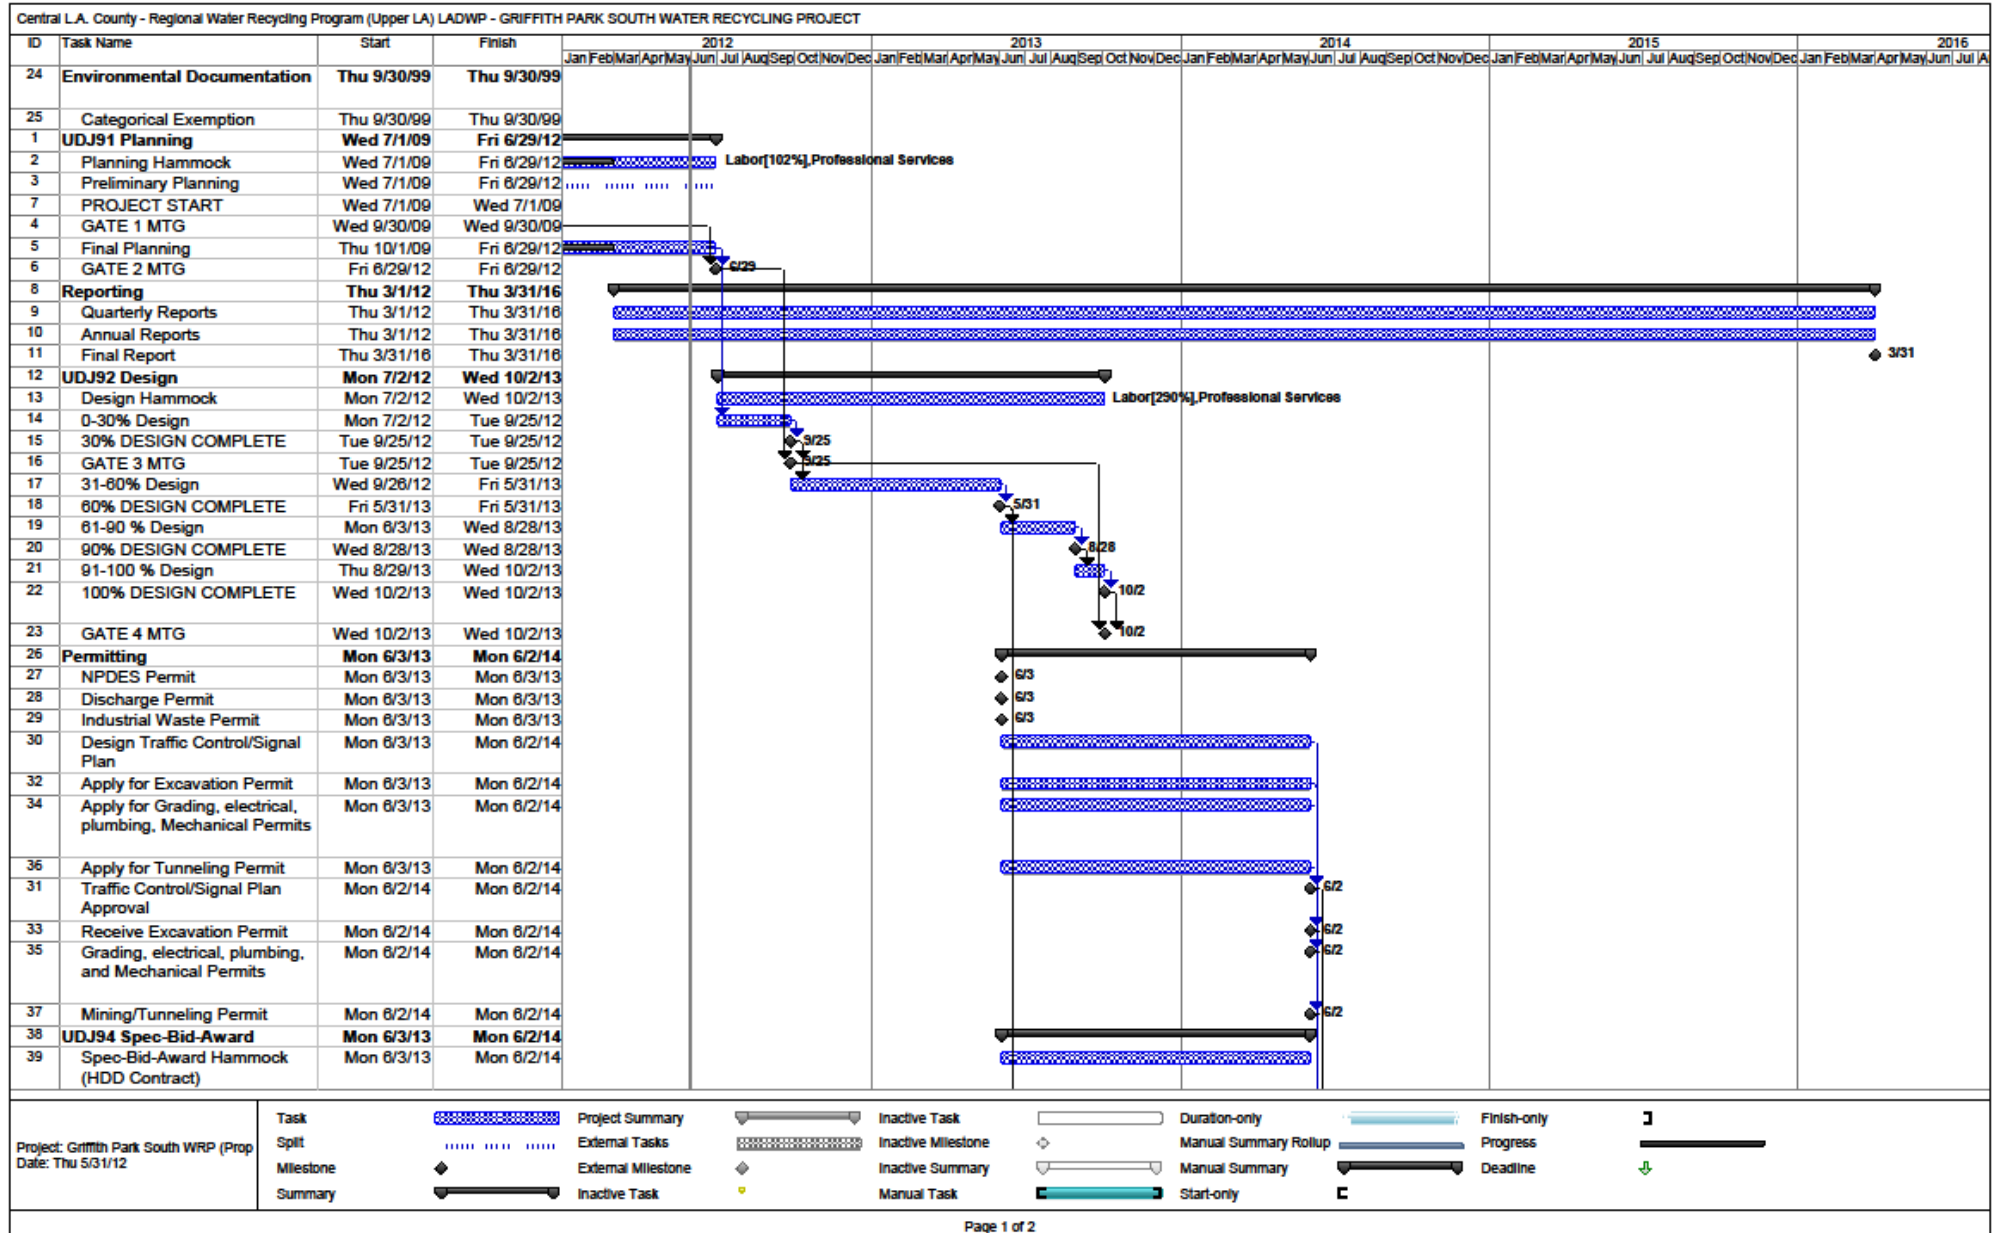 Central L.A. County - Regional Water Recycling Program (Upper LA) LADWP - GRIFFITH PARK SOUTH WATER RECYCLING PROJECT
ID Task Name Start Finish 2012 2013 2014 2015 2016
Jan Feb Mar Apr May Jun Jul Aug Sep Oct Nov Dec Jan Feb Mar Apr May Jun Jul Aug Sep Oct Nov Dec Jan Feb Mar Apr May Jun Jul Aug Sep Oct Nov Dec Jan Feb Mar Apr May Jun Jul Aug Sep Oct Nov Dec Jan Feb Mar Apr May Jun Jul A
24 Environmental Documentation Thu 9/30/99 Thu 9/30/99
25 Categorical Exemption Thu 9/30/99 Thu 9/30/99
1 UDJ91 Planning Wed 7/1/09 Fri 6/29/12
2 Planning Hammock Wed 7/1/09 Fri 6/29/12 Labor[102%],Professional Services
3 Preliminary Planning Wed 7/1/09 Fri 6/29/12
7 PROJECT START Wed 7/1/09 Wed 7/1/09
4 GATE 1 MTG Wed 9/30/09 Wed 9/30/09
5 Final Planning Thu 10/1/09 Fri 6/29/12
6 GATE 2 MTG Fri 6/29/12 Fri 6/29/12 6/29
8 Reporting Thu 3/1/12 Thu 3/31/16
9 Quarterly Reports Thu 3/1/12 Thu 3/31/16
10 Annual Reports Thu 3/1/12 Thu 3/31/16
11 Final Report Thu 3/31/16 Thu 3/31/16 3/31
12 UDJ92 Design Mon 7/2/12 Wed 10/2/13
13 Design Hammock Mon 7/2/12 Wed 10/2/13 Labor[290%],Professional Services
14 0-30% Design Mon 7/2/12 Tue 9/25/12
15 30% DESIGN COMPLETE Tue 9/25/12 Tue 9/25/12 9/25
16 GATE 3 MTG Tue 9/25/12 Tue 9/25/12 9/25
17 31-60% Design Wed 9/26/12 Fri 5/31/13
18 60% DESIGN COMPLETE Fri 5/31/13 Fri 5/31/13 5/31
19 61-90 % Design Mon 6/3/13 Wed 8/28/13
20 90% DESIGN COMPLETE Wed 8/28/13 Wed 8/28/13 8/28
21 91-100 % Design Thu 8/29/13 Wed 10/2/13
22 100% DESIGN COMPLETE Wed 10/2/13 Wed 10/2/13 10/2
23 GATE 4 MTG Wed 10/2/13 Wed 10/2/13 10/2
26 Permitting Mon 6/3/13 Mon 6/2/14
27 NPDES Permit Mon 6/3/13 Mon 6/3/13 6/3
28 Discharge Permit Mon 6/3/13 Mon 6/3/13 6/3
29 Industrial Waste Permit Mon 6/3/13 Mon 6/3/13 6/3
30 Design Traffic Control/Signal Mon 6/3/13 Mon 6/2/14
Plan
32 Apply for Excavation Permit Mon 6/3/13 Mon 6/2/14
34 Apply for Grading, electrical, Mon 6/3/13 Mon 6/2/14
plumbing, Mechanical Permits
36 Apply for Tunneling Permit Mon 6/3/13 Mon 6/2/14
31 Traffic Control/Signal Plan Mon 6/2/14 Mon 6/2/14 6/2
Approval
33 Receive Excavation Permit Mon 6/2/14 Mon 6/2/14 6/2
35 Grading, electrical, plumbing, Mon 6/2/14 Mon 6/2/14 6/2
and Mechanical Permits
37 Mining/Tunneling Permit Mon 6/2/14 Mon 6/2/14 6/2
38 UDJ94 Spec-Bid-Award Mon 6/3/13 Mon 6/2/14
39 Spec-Bid-Award Hammock Mon 6/3/13 Mon 6/2/14
(HDD Contract)
Project: Griffith Park South WRP (Prop
Date: Thu 5/31/12
Task Project Summary Inactive Task Duration-only Finish-only
Split External Tasks Inactive Milestone Manual Summary Rollup Progress
Milestone External Milestone Inactive Summary Manual Summary Deadline
Summary Inactive Task Manual Task Start-only
Page 1 of 2